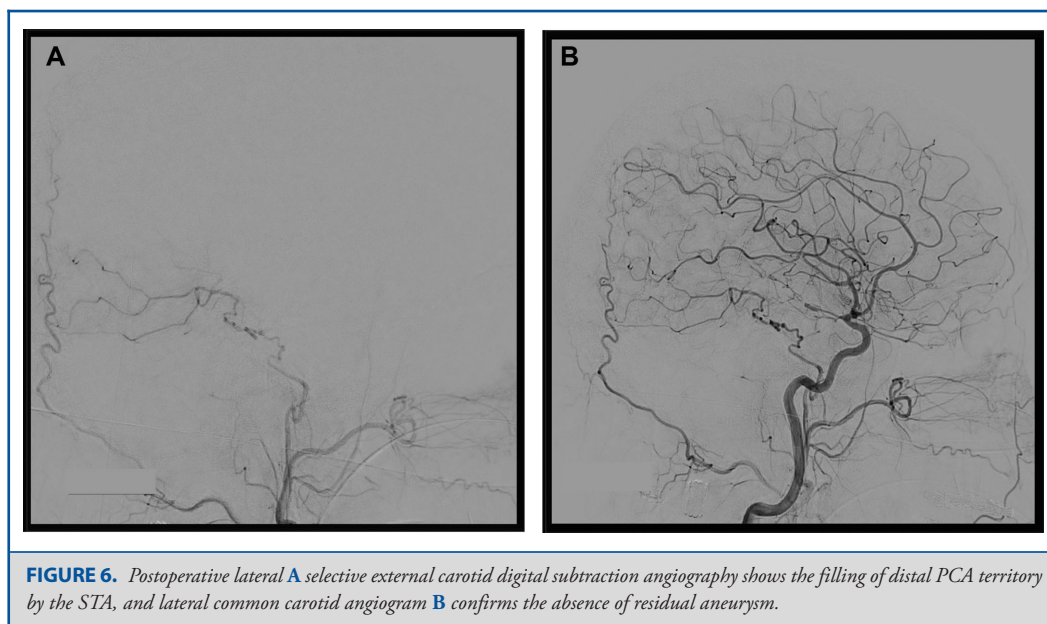 A
B
FIGURE 6. Postoperative lateral A selective external carotid digital subtraction angiography shows the filling of distal PCA territory
by the STA, and lateral common carotid angiogram B confirms the absence of residual aneurysm.